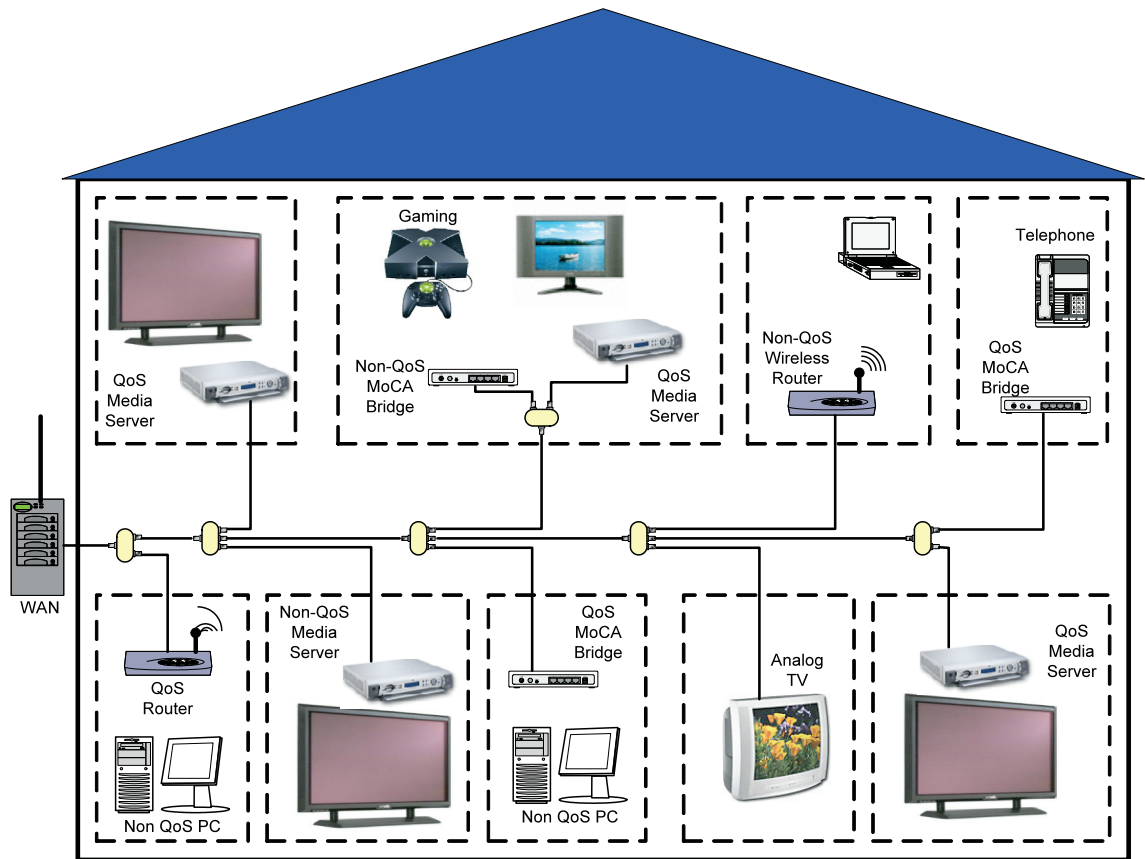 Gaming
Telephone
QoS
Media
Server
Non-QoS
MoCA
Bridge
QoS
Media
Server
Non-QoS
Wireless
Router
QoS
MoCA
Bridge
WAN
QoS
Router
Non QoS PC
Non-QoS
Media
Server
QoS
MoCA
Bridge
Non QoS PC
Analog
TV
QoS
Media
Server